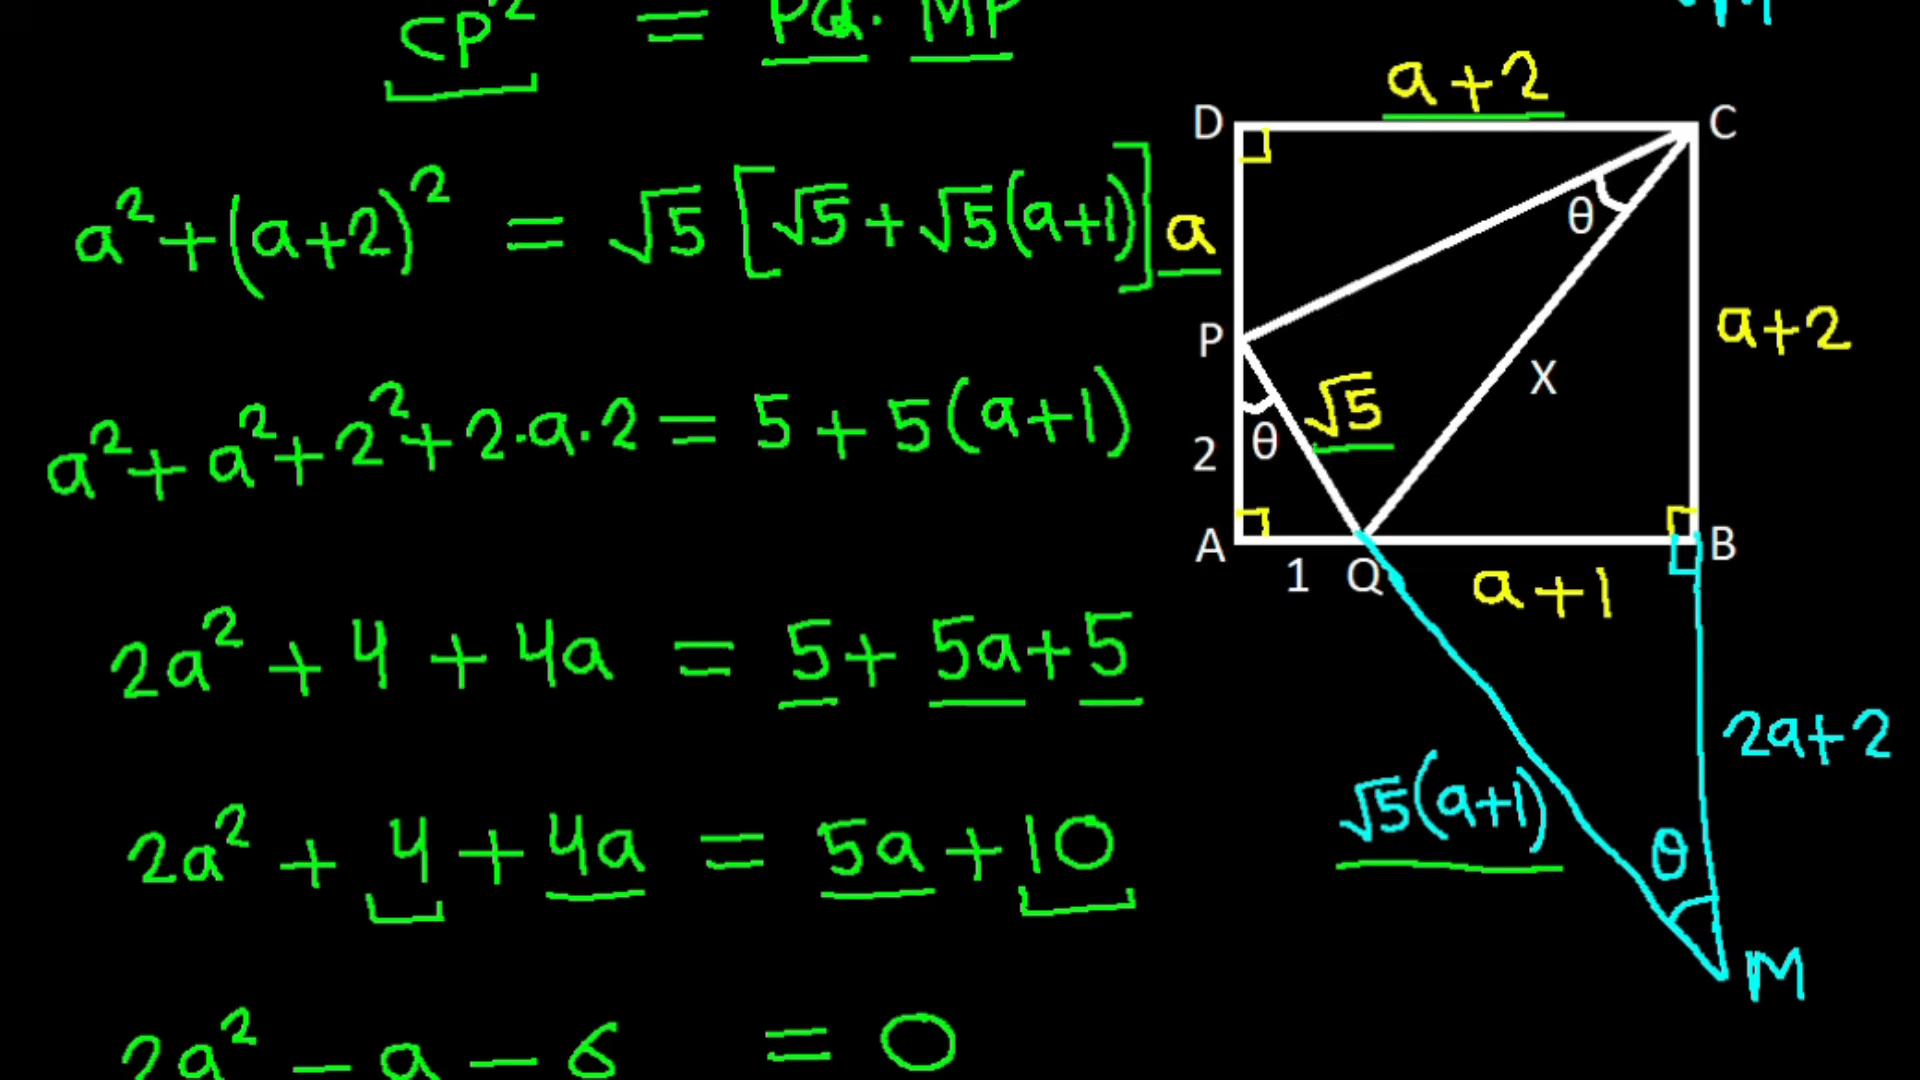 CP² = PQ. MP
a² + (a+2)² = √5 [√5 + √5(a+1)]
a² + a² + 2² + 2·a·2 = 5 + 5(a+1)
2a² + 4 + 4a = 5 + 5a + 5
2a² + 4 + 4a = 5a + 10
2a² − a − 6 = 0
M
a+2
D
C
θ
a
P
a+2
X
√5
2
θ
A
B
1
Q
a+1
2a+2
√5(a+1)
θ
M